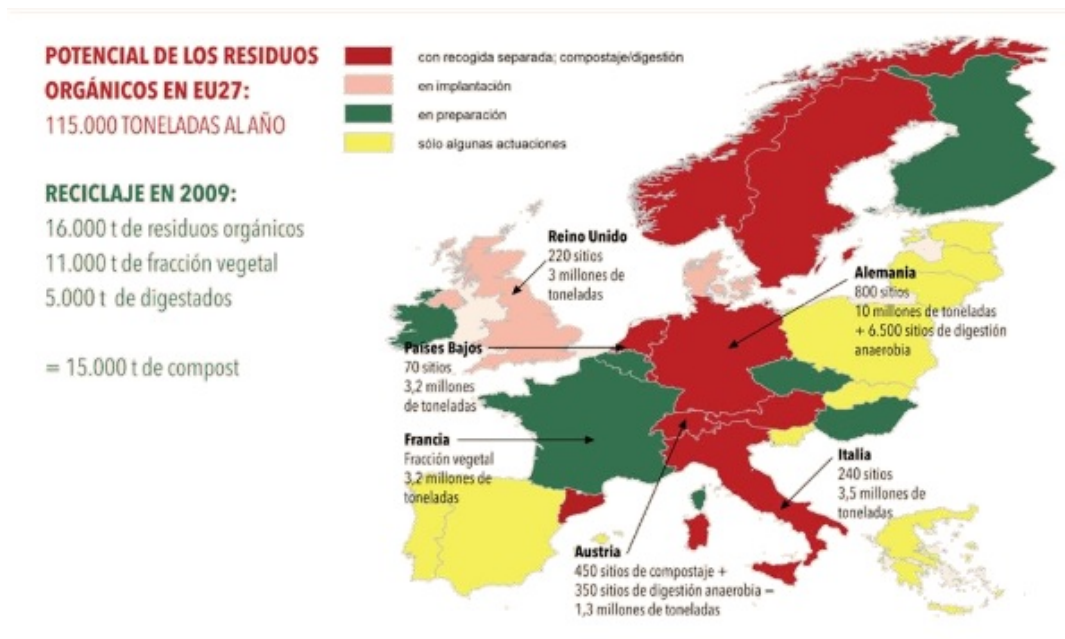 POTENCIAL DE LOS RESIDUOS
ORGÁNICOS EN EU27:
115.000 TONELADAS AL AÑO
RECICLAJE EN 2009:
16.000 t de residuos orgánicos
11.000 t de fracción vegetal
5.000 t de digestados
= 15.000 t de compost
con recogida separada; compostaje/digestión
en implantación
en preparación
sólo algunas actuaciones
Reino Unido
220 sitios
3 millones de
toneladas
Alemania
800 sitios
10 millones de toneladas
+ 6.500 sitios de digestión
anaerobia
Países Bajos
70 sitios
3,2 millones
de toneladas
Francia
Fracción vegetal
3,2 millones de
toneladas
Italia
240 sitios
3,5 millones de
toneladas
Austria
450 sitios de compostaje +
350 sitios de digestión anaerobia =
1,3 millones de toneladas